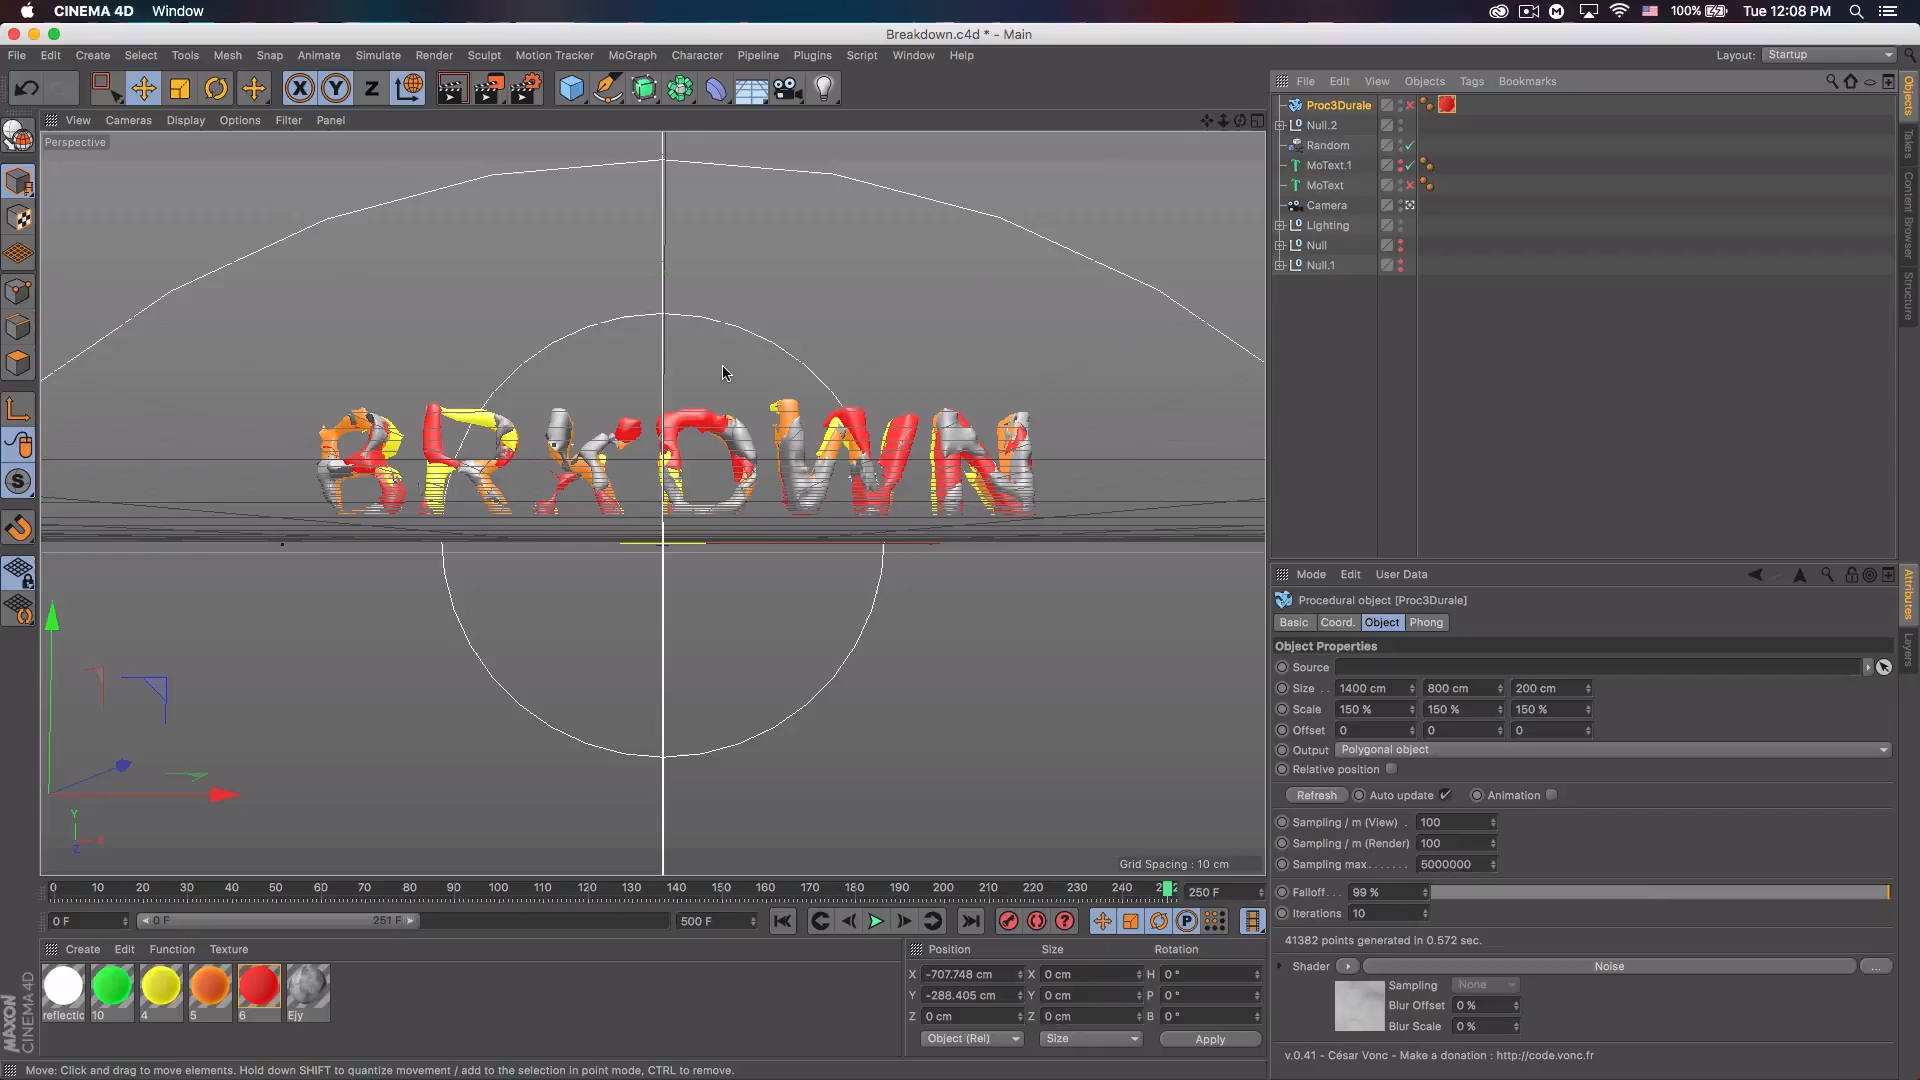 CINEMA 4D Window
100% Tue 12:08 PM
Breakdown.c4d * - Main
File Edit Create Select Tools Mesh Snap Animate Simulate Render Sculpt Motion Tracker MoGraph Character Pipeline Plugins Script Window Help
Layout: Startup
X Y Z
File Edit View Objects Tags Bookmarks
View Cameras Display Options Filter Panel
Perspective
Proc3Durale
Null.2
Random
MoText.1
MoText
Camera
Lighting
Null
Null.1
Objects
Takes
Content Browser
Structure
BRKDWN
Grid Spacing : 10 cm
Y
X
Z
Mode Edit User Data
Procedural object [Proc3Durale]
Basic Coord. Object Phong
Object Properties
Source
Size . . 1400 cm 800 cm 200 cm
Scale 150 % 150 % 150 %
Offset 0 0 0
Output Polygonal object
Relative position
Refresh Auto update Animation
Sampling / m (View) . 100
Sampling / m (Render) 100
Sampling max . . . . . . . 5000000
Falloff . . . 99 %
Iterations 10
41382 points generated in 0.572 sec.
Shader Noise ...
Sampling None
Blur Offset 0 %
Blur Scale 0 %
v.0.41 - César Vonc - Make a donation : http://code.vonc.fr
Attributes
Layers
0 10 20 30 40 50 60 70 80 90 100 110 120 130 140 150 160 170 180 190 200 210 220 230 240 250 F
0 F 0 F 251 F 500 F
Create Edit Function Texture
reflectic 10 4 5 6 Ejy
Position Size Rotation
X -707.748 cm X 0 cm H 0 °
Y -288.405 cm Y 0 cm P 0 °
Z 0 cm Z 0 cm B 0 °
Object (Rel) Size Apply
MAXON CINEMA 4D
Move: Click and drag to move elements. Hold down SHIFT to quantize movement / add to the selection in point mode, CTRL to remove.